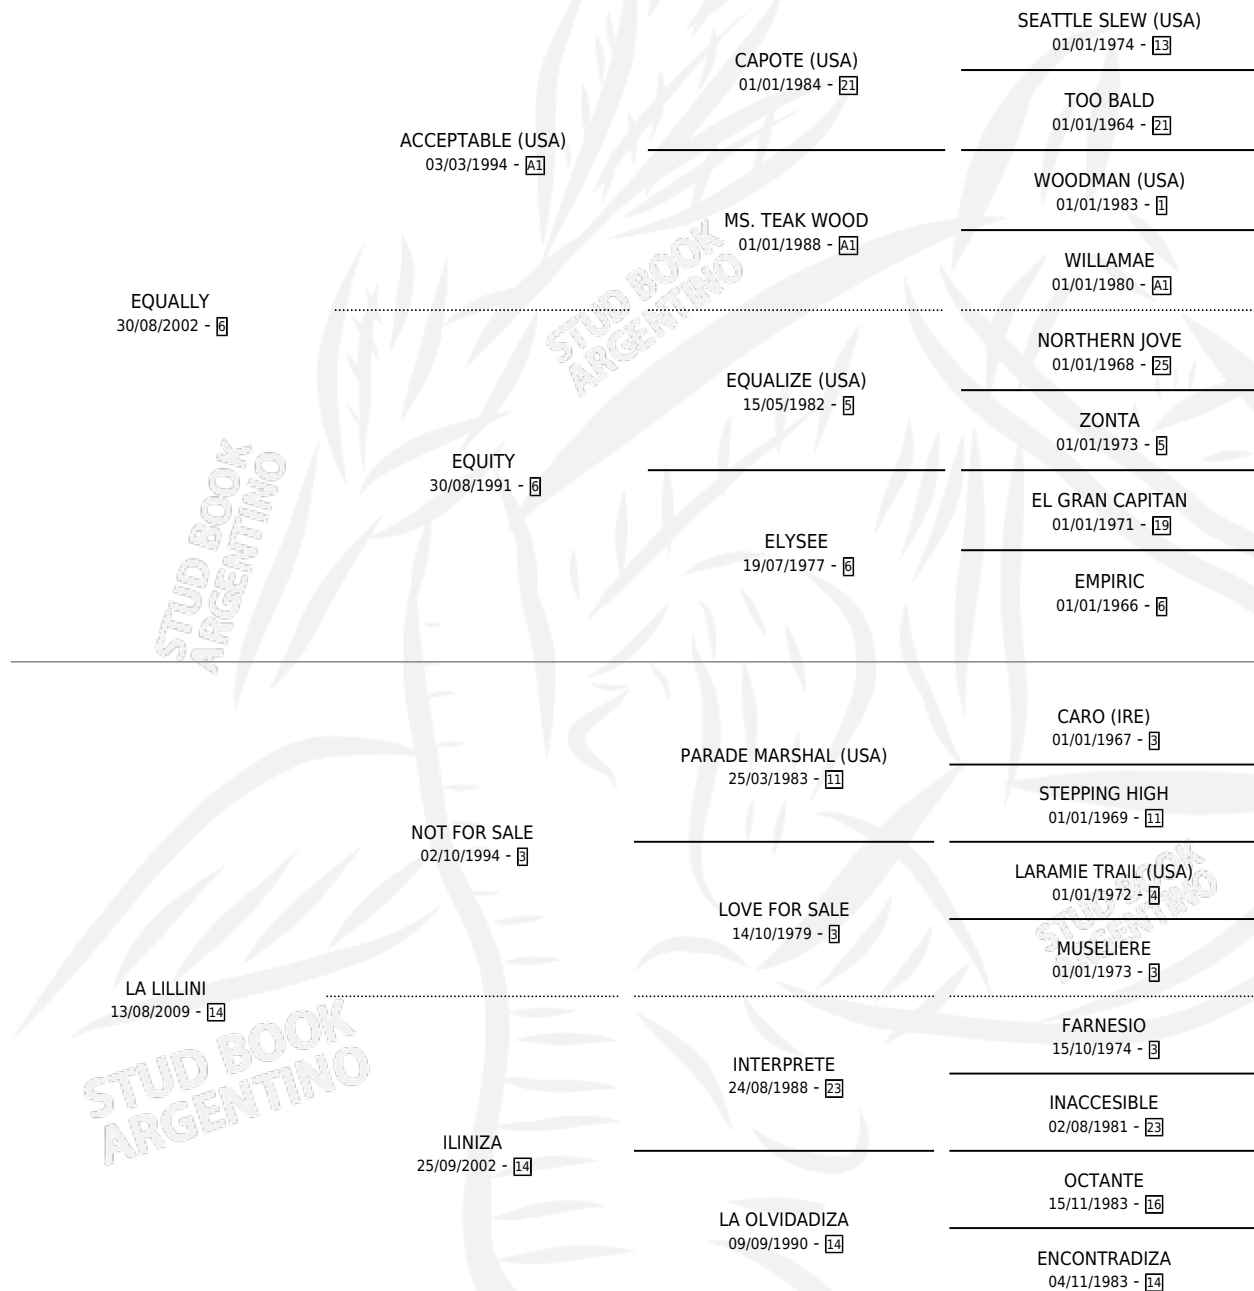 SEATTLE SLEW (USA)
01/01/1974 - 13
CAPOTE (USA)
01/01/1984 - 21
TOO BALD
01/01/1964 - 21
ACCEPTABLE (USA)
03/03/1994 - A1
WOODMAN (USA)
01/01/1983 - 1
MS. TEAK WOOD
01/01/1988 - A1
WILLAMAE
01/01/1980 - A1
EQUALLY
30/08/2002 - 6
NORTHERN JOVE
01/01/1968 - 25
EQUALIZE (USA)
15/05/1982 - 5
ZONTA
01/01/1973 - 5
EQUITY
30/08/1991 - 6
EL GRAN CAPITAN
01/01/1971 - 19
ELYSEE
19/07/1977 - 6
EMPIRIC
01/01/1966 - 6
CARO (IRE)
01/01/1967 - 3
PARADE MARSHAL (USA)
25/03/1983 - 11
STEPPING HIGH
01/01/1969 - 11
NOT FOR SALE
02/10/1994 - 3
LARAMIE TRAIL (USA)
01/01/1972 - 4
LOVE FOR SALE
14/10/1979 - 3
MUSELIERE
01/01/1973 - 3
LA LILLINI
13/08/2009 - 14
FARNESIO
15/10/1974 - 3
INTERPRETE
24/08/1988 - 23
INACCESIBLE
02/08/1981 - 23
ILINIZA
25/09/2002 - 14
OCTANTE
15/11/1983 - 16
LA OLVIDADIZA
09/09/1990 - 14
ENCONTRADIZA
04/11/1983 - 14
STUD BOOK
ARGENTINO
STUD BOOK
ARGENTINO
STUD BOOK
ARGENTINO
STUD BOOK
ARGENTINO